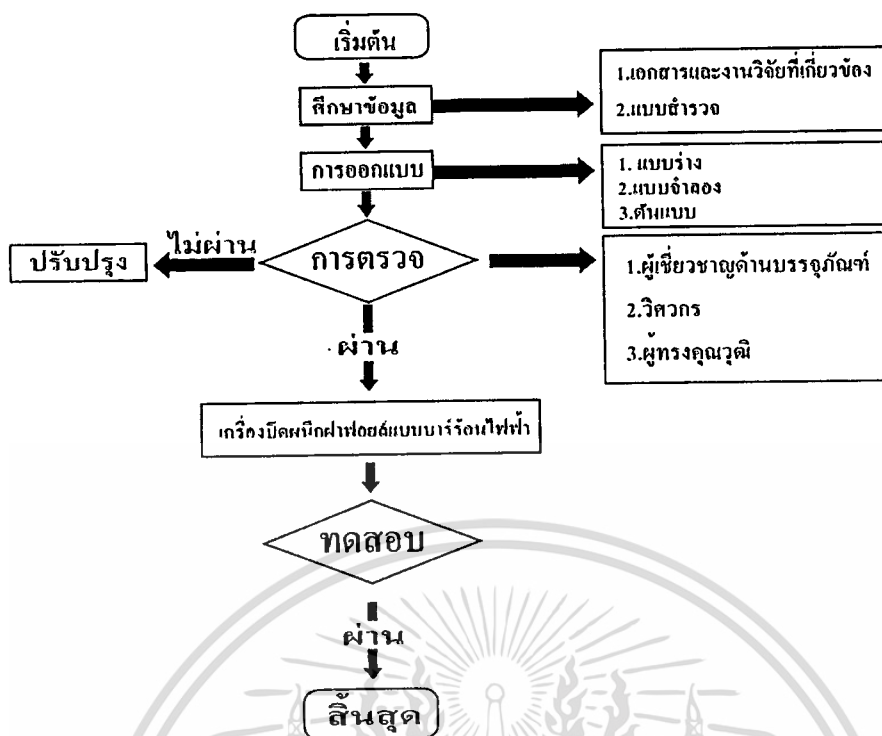 เริ่มต้น
ศึกษาข้อมูล
1.เอกสารและงานวิจัยที่เกี่ยวข้อง
2.แบบสำรวจ
การออกแบบ
1. แบบร่าง
2.แบบจำลอง
3.ต้นแบบ
ปรับปรุง
ไม่ผ่าน
การตรวจ
1.ผู้เชี่ยวชาญด้านบรรจุภัณฑ์
2.วิศวกร
3.ผู้ทรงคุณวุฒิ
ผ่าน
เครื่องปิดผนึกฝาฟอยล์แบบบาร์ร้อนไฟฟ้า
ทดสอบ
ผ่าน
สิ้นสุด